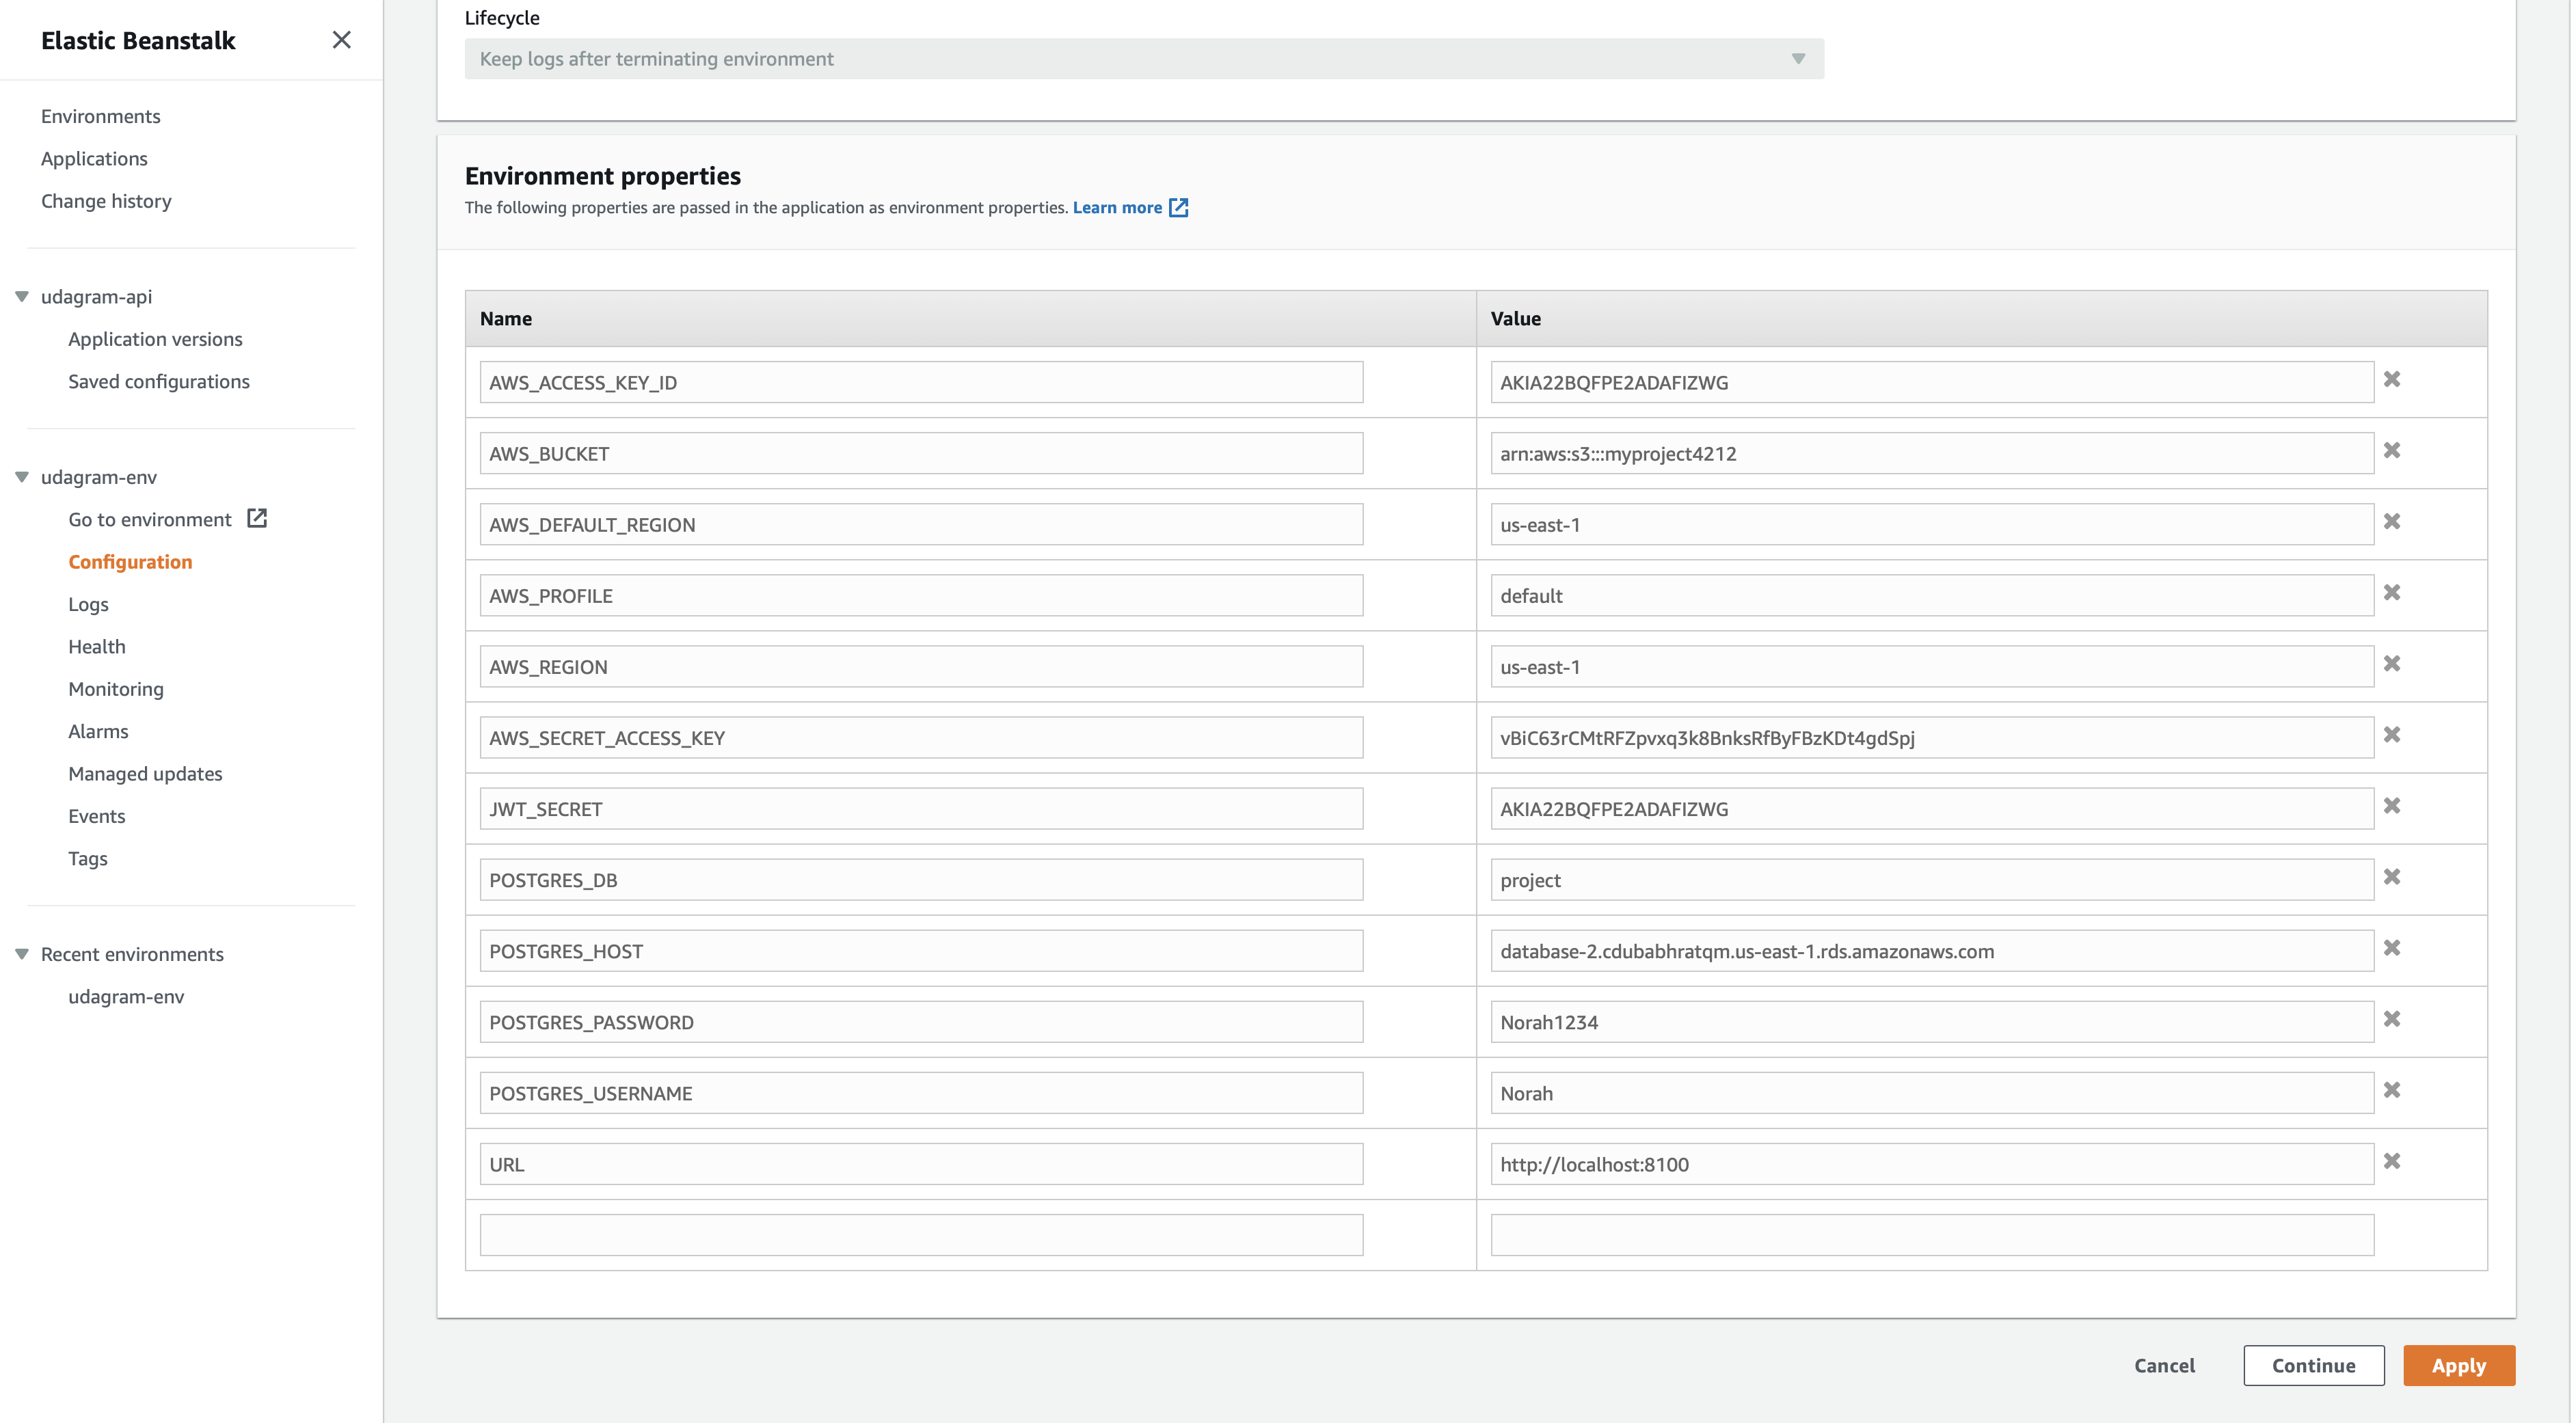 Elastic Beanstalk
Environments
Applications
Change history
udagram-api
Application versions
Saved configurations
udagram-env
Go to environment
Configuration
Logs
Health
Monitoring
Alarms
Managed updates
Events
Tags
Recent environments
udagram-env
Lifecycle
Keep logs after terminating environment
Environment properties
The following properties are passed in the application as environment properties. Learn more
Name Value
AWS_ACCESS_KEY_ID AKIA22BQFPE2ADAFIZWG
AWS_BUCKET arn:aws:s3:::myproject4212
AWS_DEFAULT_REGION us-east-1
AWS_PROFILE default
AWS_REGION us-east-1
AWS_SECRET_ACCESS_KEY vBiC63rCMtRFZpvxq3k8BnksRfByFBzKDt4gdSpj
JWT_SECRET AKIA22BQFPE2ADAFIZWG
POSTGRES_DB project
POSTGRES_HOST database-2.cdubabhratqm.us-east-1.rds.amazonaws.com
POSTGRES_PASSWORD Norah1234
POSTGRES_USERNAME Norah
URL http://localhost:8100
Cancel Continue Apply